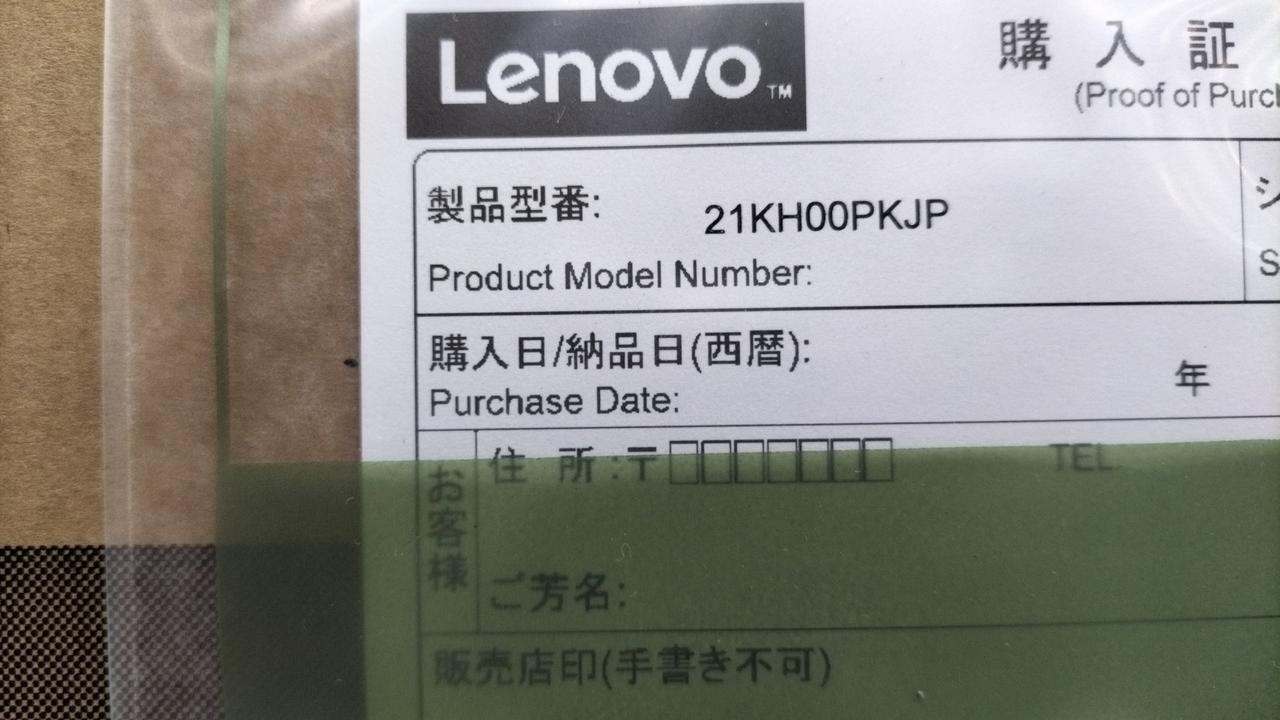 Lenovo™
購入証
(Proof of Purc
製品型番: 21KH00PKJP
Product Model Number:
シ
S
購入日/納品日(西暦):
年
Purchase Date:
お客様
住 所:〒□□□□□□□ TEL
ご芳名:
販売店印(手書き不可)